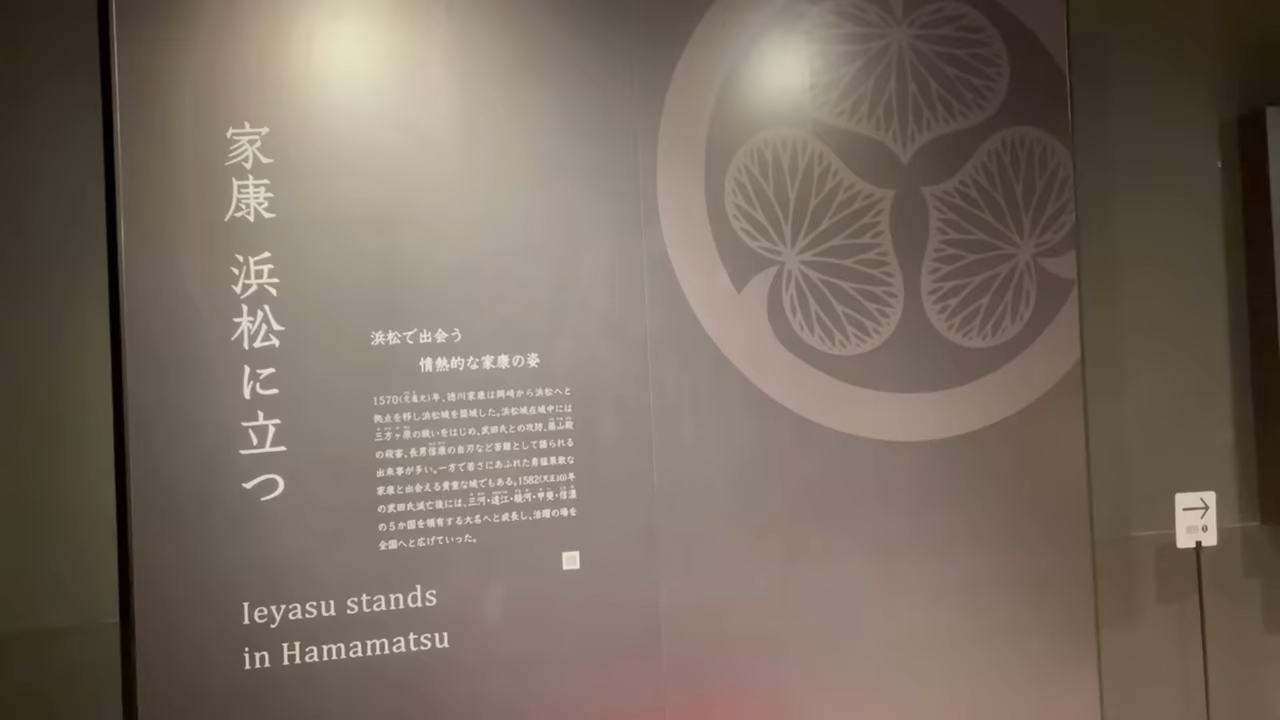 家康 浜松に立つ
浜松で出会う
情熱的な家康の姿
1570(元亀元)年、徳川家康は岡崎から浜松へと
拠点を移し浜松城を築城した。浜松城在城中には
三方ヶ原の戦いをはじめ、武田氏との攻防、築山殿
の殺害、長男信康の自刃など苦難として語られる
出来事が多い。一方で若さにあふれた勇猛果敢な
家康と出会える貴重な城でもある。1582(天正10)年
の武田氏滅亡後には、三河・遠江・駿河・甲斐・信濃
の5か国を領有する大名へと成長し、活躍の場を
全国へと広げていった。
Ieyasu stands
in Hamamatsu